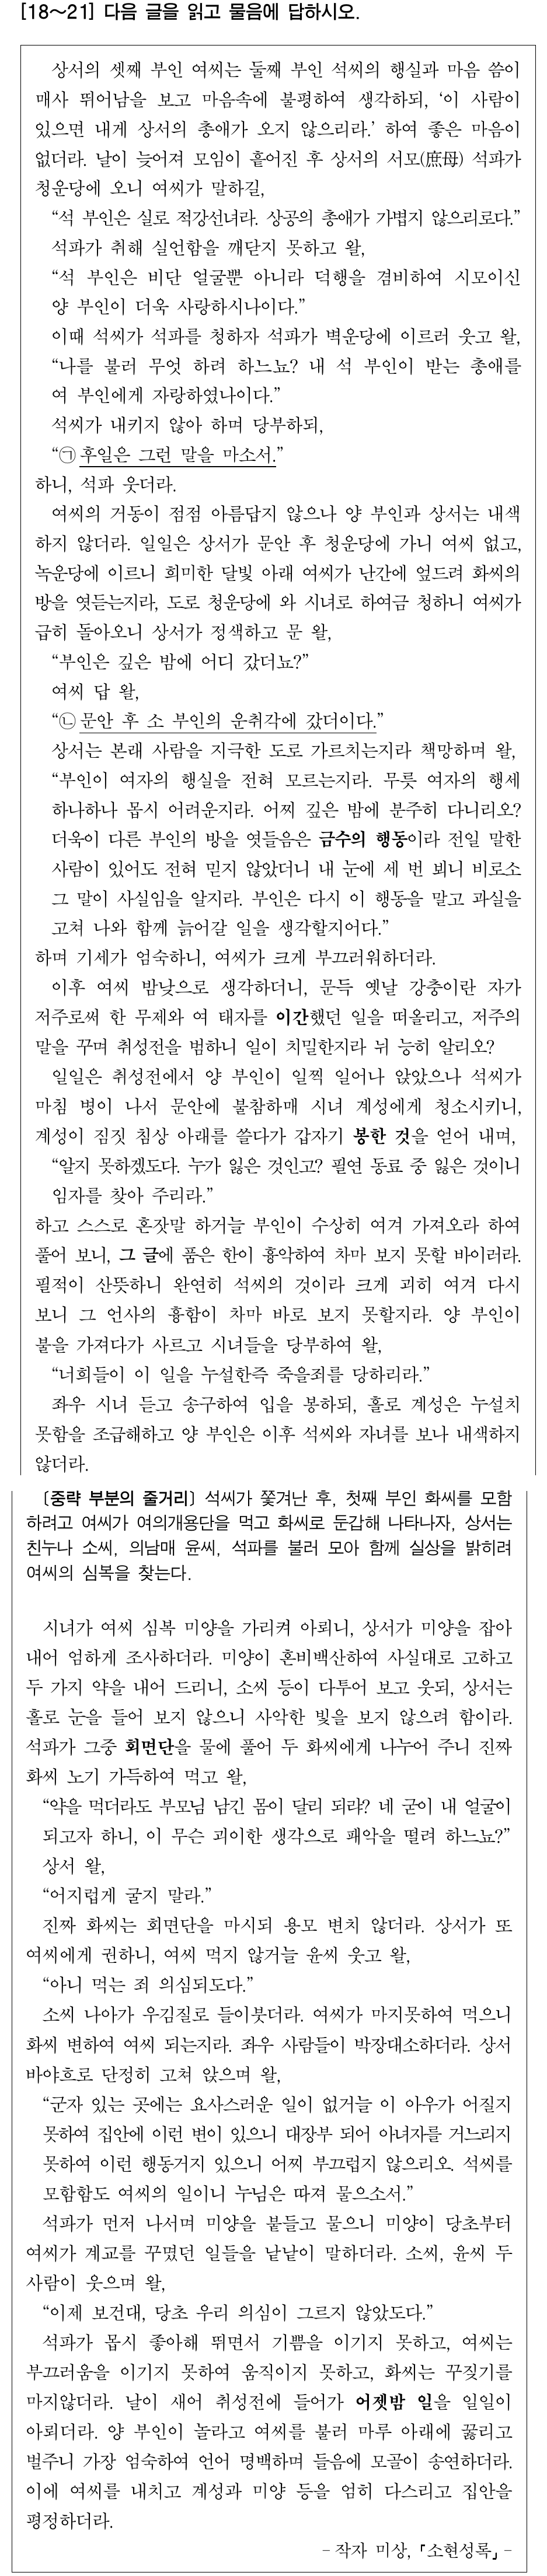 [18～21] 다음 글을 읽고 물음에 답하시오.
상서의 셋째 부인 여씨는 둘째 부인 석씨의 행실과 마음 씀이
매사 뛰어남을 보고 마음속에 불평하여 생각하되, ‘이 사람이
있으면 내게 상서의 총애가 오지 않으리라.’ 하여 좋은 마음이
없더라. 날이 늦어져 모임이 흩어진 후 상서의 서모(庶母) 석파가
청운당에 오니 여씨가 말하길,
“석 부인은 실로 적강선녀라. 상공의 총애가 가볍지 않으리로다.”
석파가 취해 실언함을 깨닫지 못하고 왈,
“석 부인은 비단 얼굴뿐 아니라 덕행을 겸비하여 시모이신
양 부인이 더욱 사랑하시나이다.”
이때 석씨가 석파를 청하자 석파가 벽운당에 이르러 웃고 왈,
“나를 불러 무엇 하려 하느뇨? 내 석 부인이 받는 총애를
여 부인에게 자랑하였나이다.”
석씨가 내키지 않아 하며 당부하되,
“㉠ 후일은 그런 말을 마소서.”
하니, 석파 웃더라.
여씨의 거동이 점점 아름답지 않으나 양 부인과 상서는 내색
하지 않더라. 일일은 상서가 문안 후 청운당에 가니 여씨 없고,
녹운당에 이르니 희미한 달빛 아래 여씨가 난간에 엎드려 화씨의
방을 엿듣는지라, 도로 청운당에 와 시녀로 하여금 청하니 여씨가
급히 돌아오니 상서가 정색하고 문 왈,
“부인은 깊은 밤에 어디 갔더뇨?”
여씨 답 왈,
“㉡ 문안 후 소 부인의 운취각에 갔더이다.”
상서는 본래 사람을 지극한 도로 가르치는지라 책망하며 왈,
“부인이 여자의 행실을 전혀 모르는지라. 무릇 여자의 행세
하나하나 몹시 어려운지라. 어찌 깊은 밤에 분주히 다니리오?
더욱이 다른 부인의 방을 엿들음은 금수의 행동이라 전일 말한
사람이 있어도 전혀 믿지 않았더니 내 눈에 세 번 뵈니 비로소
그 말이 사실임을 알지라. 부인은 다시 이 행동을 말고 과실을
고쳐 나와 함께 늙어갈 일을 생각할지어다.”
하며 기세가 엄숙하니, 여씨가 크게 부끄러워하더라.
이후 여씨 밤낮으로 생각하더니, 문득 옛날 강충이란 자가
저주로써 한 무제와 여 태자를 이간했던 일을 떠올리고, 저주의
말을 꾸며 취성전을 범하니 일이 치밀한지라 뉘 능히 알리오?
일일은 취성전에서 양 부인이 일찍 일어나 앉았으나 석씨가
마침 병이 나서 문안에 불참하매 시녀 계성에게 청소시키니,
계성이 짐짓 침상 아래를 쓸다가 갑자기 봉한 것을 얻어 내며,
“알지 못하겠도다. 누가 잃은 것인고? 필연 동료 중 잃은 것이니
임자를 찾아 주리라.”
하고 스스로 혼잣말 하거늘 부인이 수상히 여겨 가져오라 하여
풀어 보니, 그 글에 품은 한이 흉악하여 차마 보지 못할 바이러라.
필적이 산뜻하니 완연히 석씨의 것이라 크게 괴히 여겨 다시
보니 그 언사의 흉함이 차마 바로 보지 못할지라. 양 부인이
불을 가져다가 사르고 시녀들을 당부하여 왈,
“너희들이 이 일을 누설한즉 죽을죄를 당하리라.”
좌우 시녀 듣고 송구하여 입을 봉하되, 홀로 계성은 누설치
못함을 조급해하고 양 부인은 이후 석씨와 자녀를 보나 내색하지
않더라.
[중략 부분의 줄거리] 석씨가 쫓겨난 후, 첫째 부인 화씨를 모함
하려고 여씨가 여의개용단을 먹고 화씨로 둔갑해 나타나자, 상서는
친누나 소씨, 의남매 윤씨, 석파를 불러 모아 함께 실상을 밝히려
여씨의 심복을 찾는다.
시녀가 여씨 심복 미양을 가리켜 아뢰니, 상서가 미양을 잡아
내어 엄하게 조사하더라. 미양이 혼비백산하여 사실대로 고하고
두 가지 약을 내어 드리니, 소씨 등이 다투어 보고 웃되, 상서는
홀로 눈을 들어 보지 않으니 사악한 빛을 보지 않으려 함이라.
석파가 그중 회면단을 물에 풀어 두 화씨에게 나누어 주니 진짜
화씨 노기 가득하여 먹고 왈,
“약을 먹더라도 부모님 남긴 몸이 달리 되랴? 네 굳이 내 얼굴이
되고자 하니, 이 무슨 괴이한 생각으로 패악을 떨려 하느뇨?”
상서 왈,
“어지럽게 굴지 말라.”
진짜 화씨는 회면단을 마시되 용모 변치 않더라. 상서가 또
여씨에게 권하니, 여씨 먹지 않거늘 윤씨 웃고 왈,
“아니 먹는 죄 의심되도다.”
소씨 나아가 우김질로 들이붓더라. 여씨가 마지못하여 먹으니
화씨 변하여 여씨 되는지라. 좌우 사람들이 박장대소하더라. 상서
바야흐로 단정히 고쳐 앉으며 왈,
“군자 있는 곳에는 요사스러운 일이 없거늘 이 아우가 어질지
못하여 집안에 이런 변이 있으니 대장부 되어 아녀자를 거느리지
못하여 이런 행동거지 있으니 어찌 부끄럽지 않으리오. 석씨를
모함함도 여씨의 일이니 누님은 따져 물으소서.”
석파가 먼저 나서며 미양을 붙들고 물으니 미양이 당초부터
여씨가 계교를 꾸몄던 일들을 낱낱이 말하더라. 소씨, 윤씨 두
사람이 웃으며 왈,
“이제 보건대, 당초 우리 의심이 그르지 않았도다.”
석파가 몹시 좋아해 뛰면서 기쁨을 이기지 못하고, 여씨는
부끄러움을 이기지 못하여 움직이지 못하고, 화씨는 꾸짖기를
마지않더라. 날이 새어 취성전에 들어가 어젯밤 일을 일일이
아뢰더라. 양 부인이 놀라고 여씨를 불러 마루 아래에 꿇리고
벌주니 가장 엄숙하여 언어 명백하며 들음에 모골이 송연하더라.
이에 여씨를 내치고 계성과 미양 등을 엄히 다스리고 집안을
평정하더라.
- 작자 미상, ｢소현성록｣ -